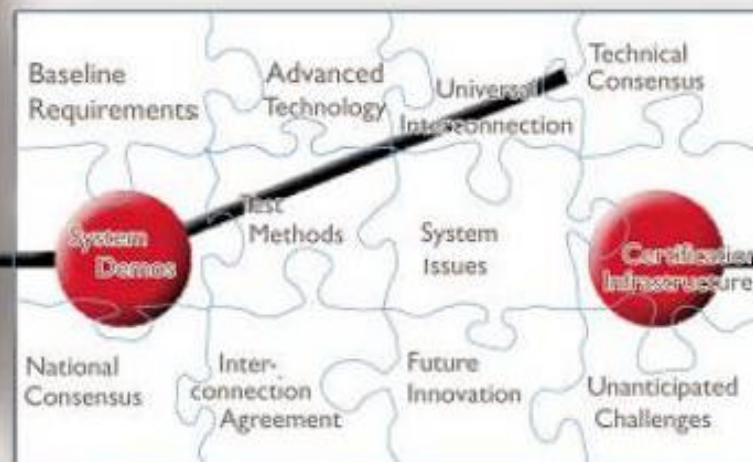 Baseline
Requirements
Advanced
Technology
Universal
Interconnection
Technical
Consensus
System
Demos
Test
Methods
System
Issues
Certification
Infrastructure
National
Consensus
Inter-
connection
Agreement
Future
Innovation
Unanticipated
Challenges